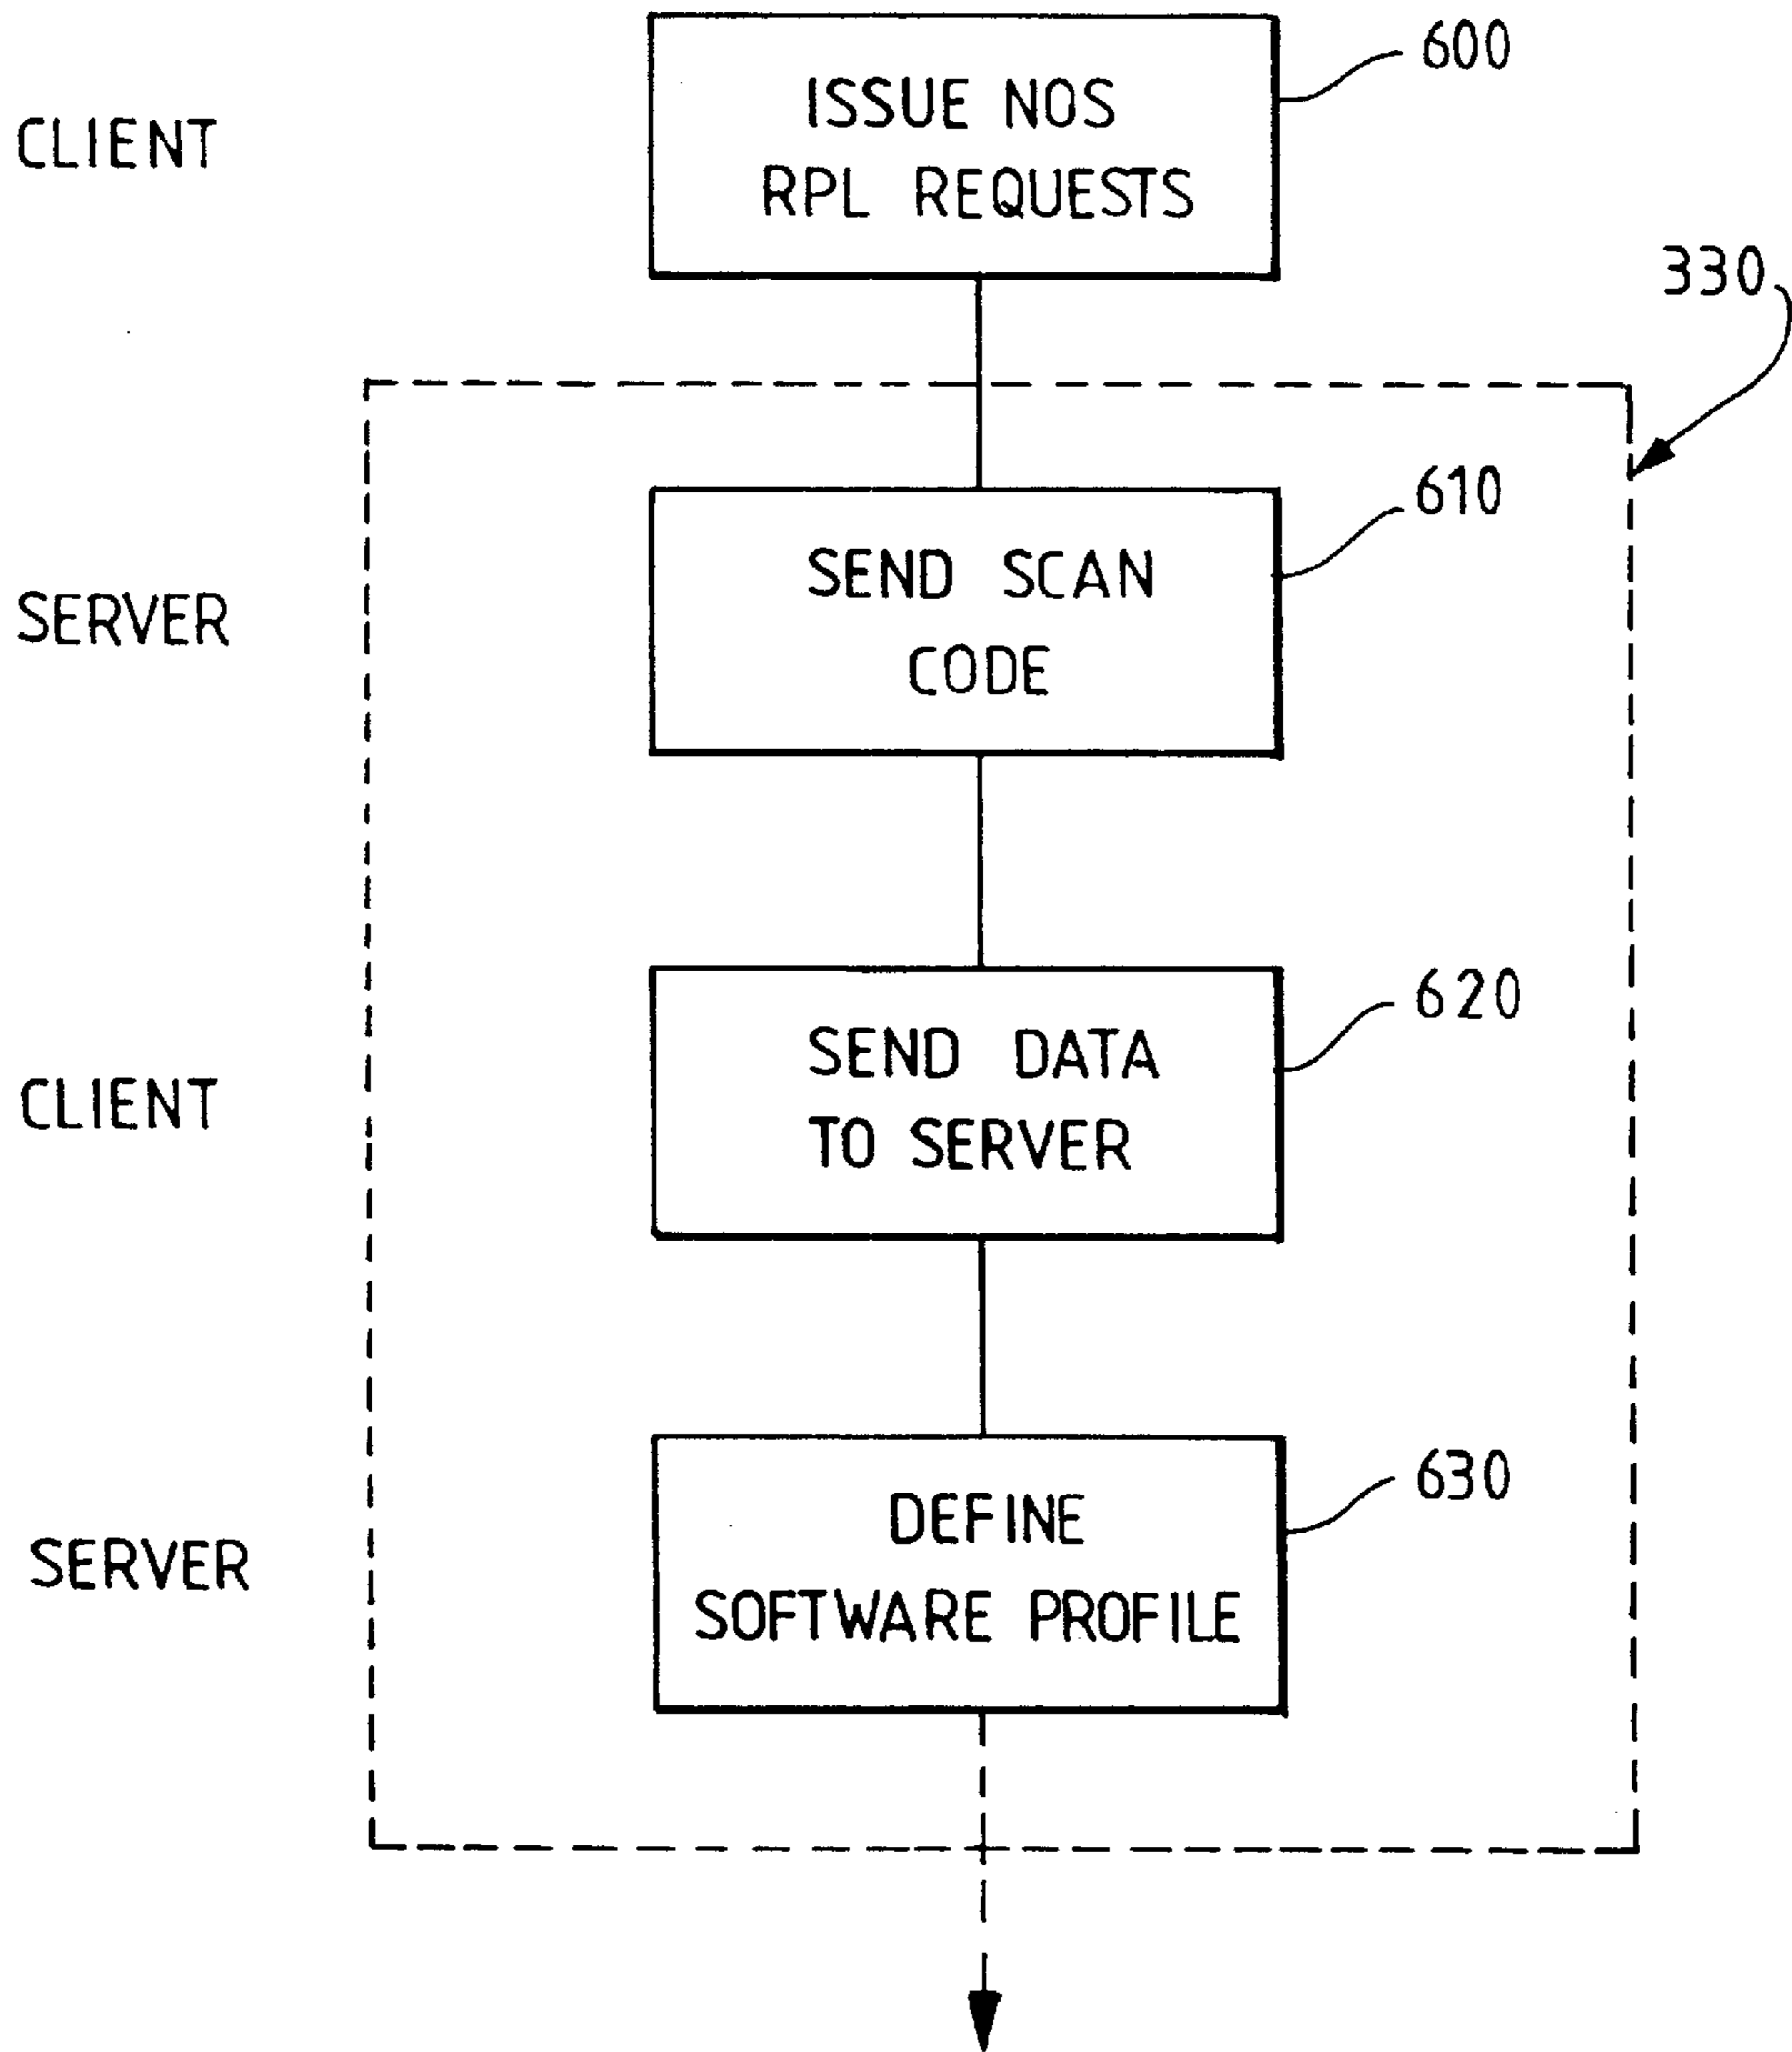 600
CLIENT
ISSUE NOS
RPL REQUESTS
330
SERVER
610
SEND SCAN
CODE
CLIENT
620
SEND DATA
TO SERVER
SERVER
630
DEFINE
SOFTWARE PROFILE